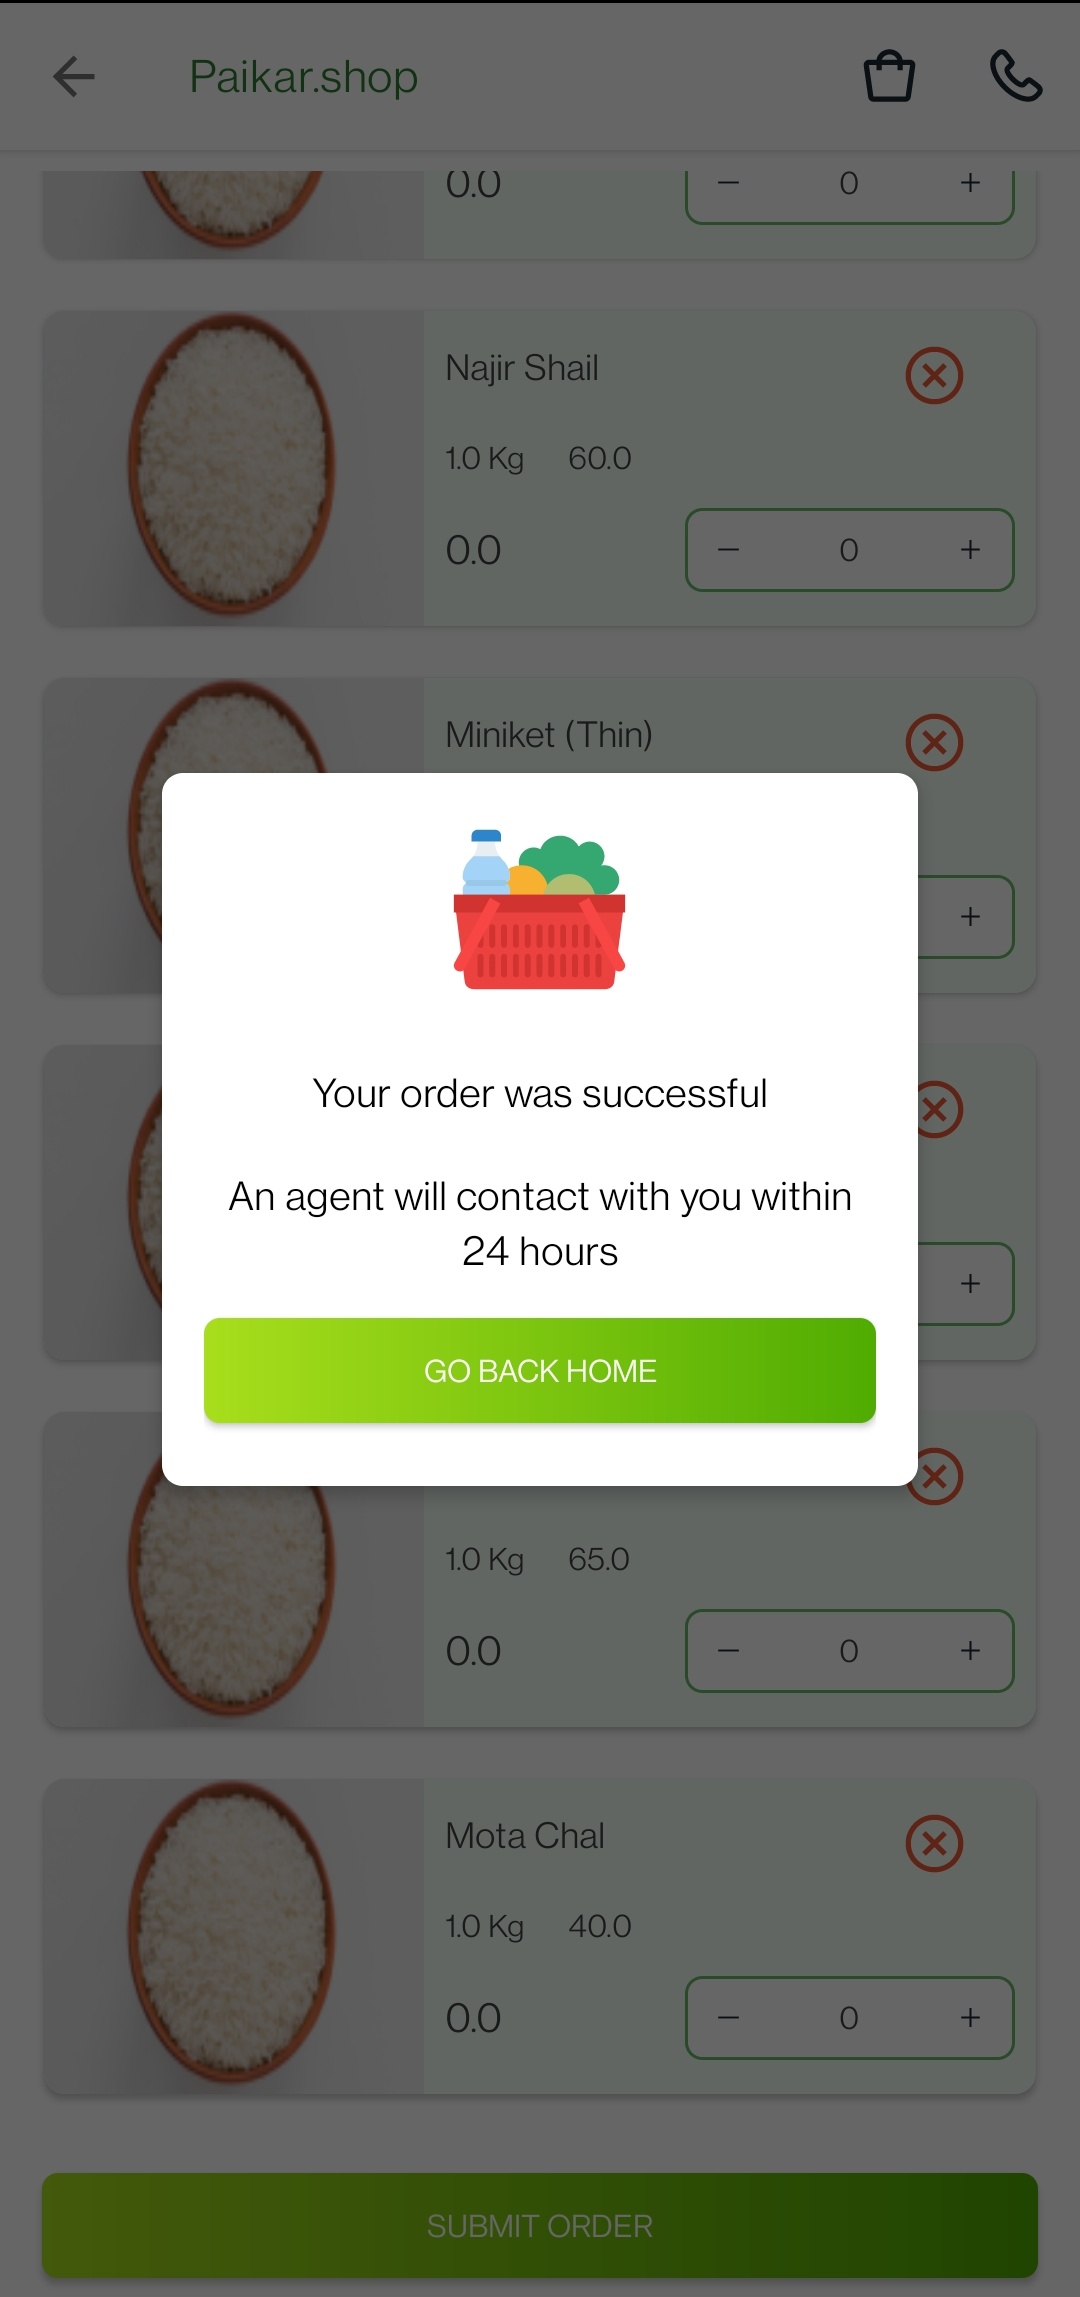 Paikar.shop
0.0 — 0 +
Najir Shail
1.0 Kg 60.0
0.0 — 0 +
Miniket (Thin)
+
Your order was successful
An agent will contact with you within
24 hours
+
GO BACK HOME
1.0 Kg 65.0
0.0 — 0 +
Mota Chal
1.0 Kg 40.0
0.0 — 0 +
SUBMIT ORDER